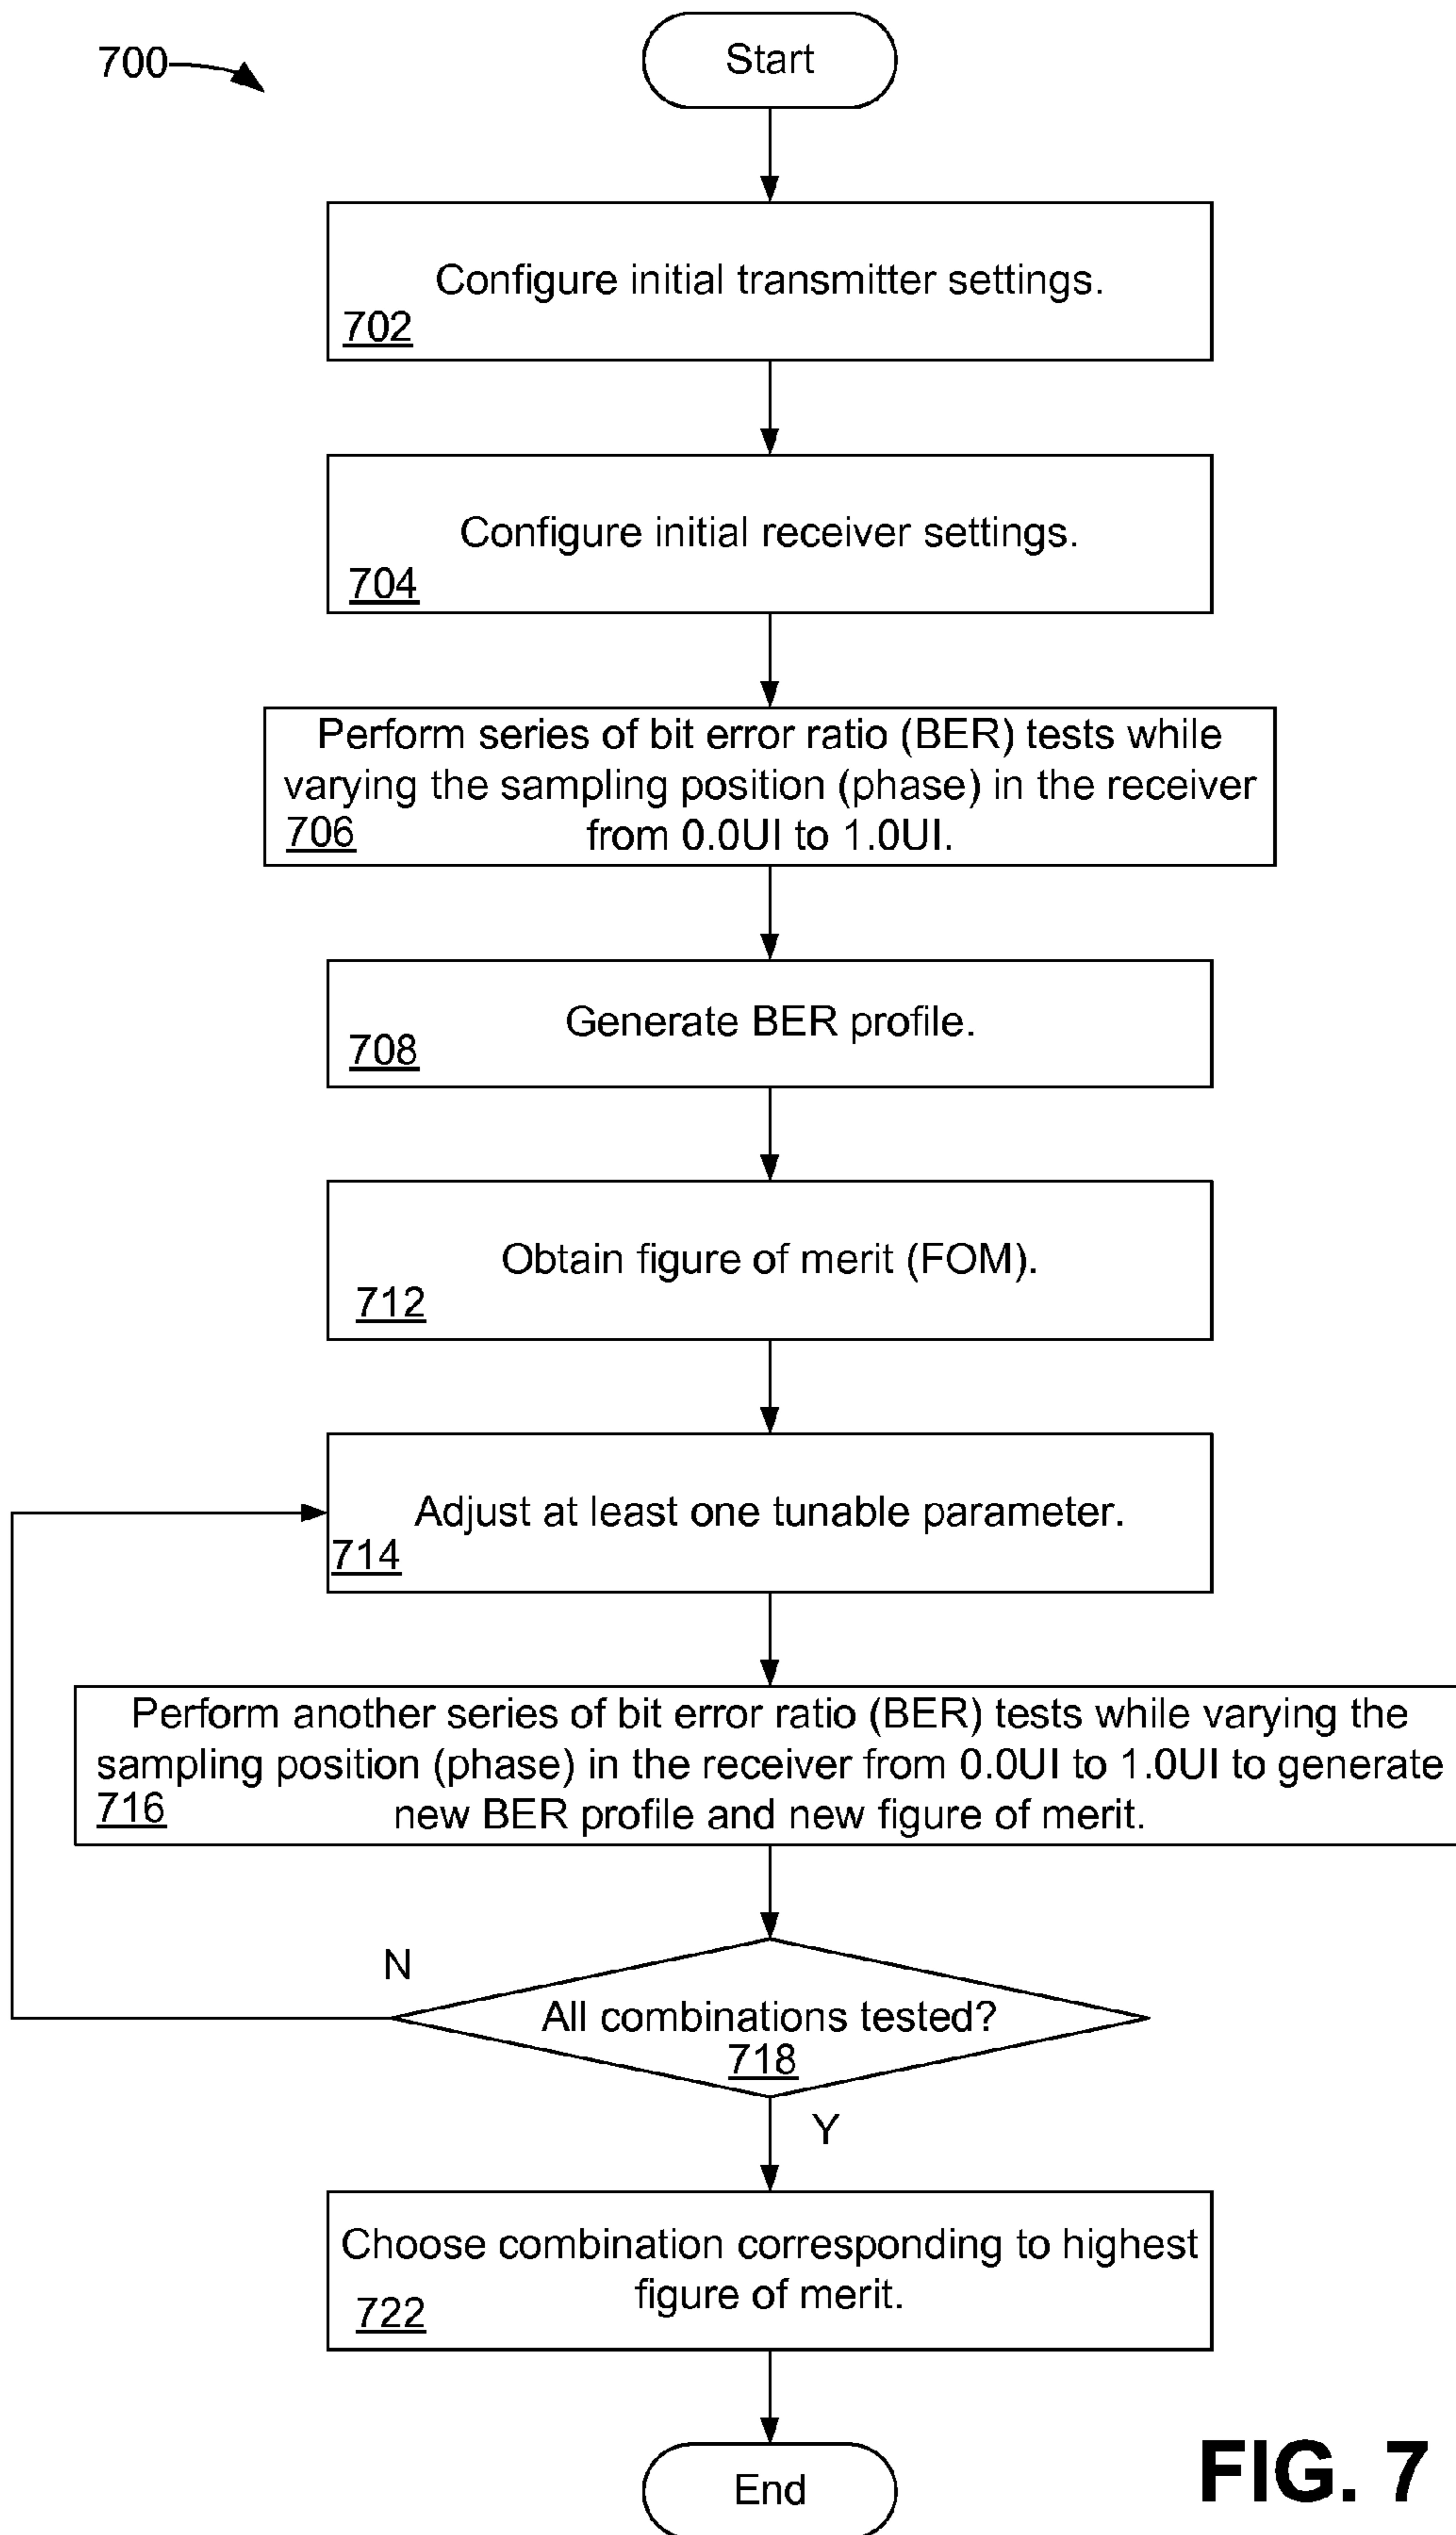 700
Start
Configure initial transmitter settings.
702
Configure initial receiver settings.
704
Perform series of bit error ratio (BER) tests while
varying the sampling position (phase) in the receiver
706 from 0.0UI to 1.0UI.
Generate BER profile.
708
Obtain figure of merit (FOM).
712
Adjust at least one tunable parameter.
714
Perform another series of bit error ratio (BER) tests while varying the
sampling position (phase) in the receiver from 0.0UI to 1.0UI to generate
716 new BER profile and new figure of merit.
N
All combinations tested?
718
Y
Choose combination corresponding to highest
figure of merit.
722
End
FIG. 7